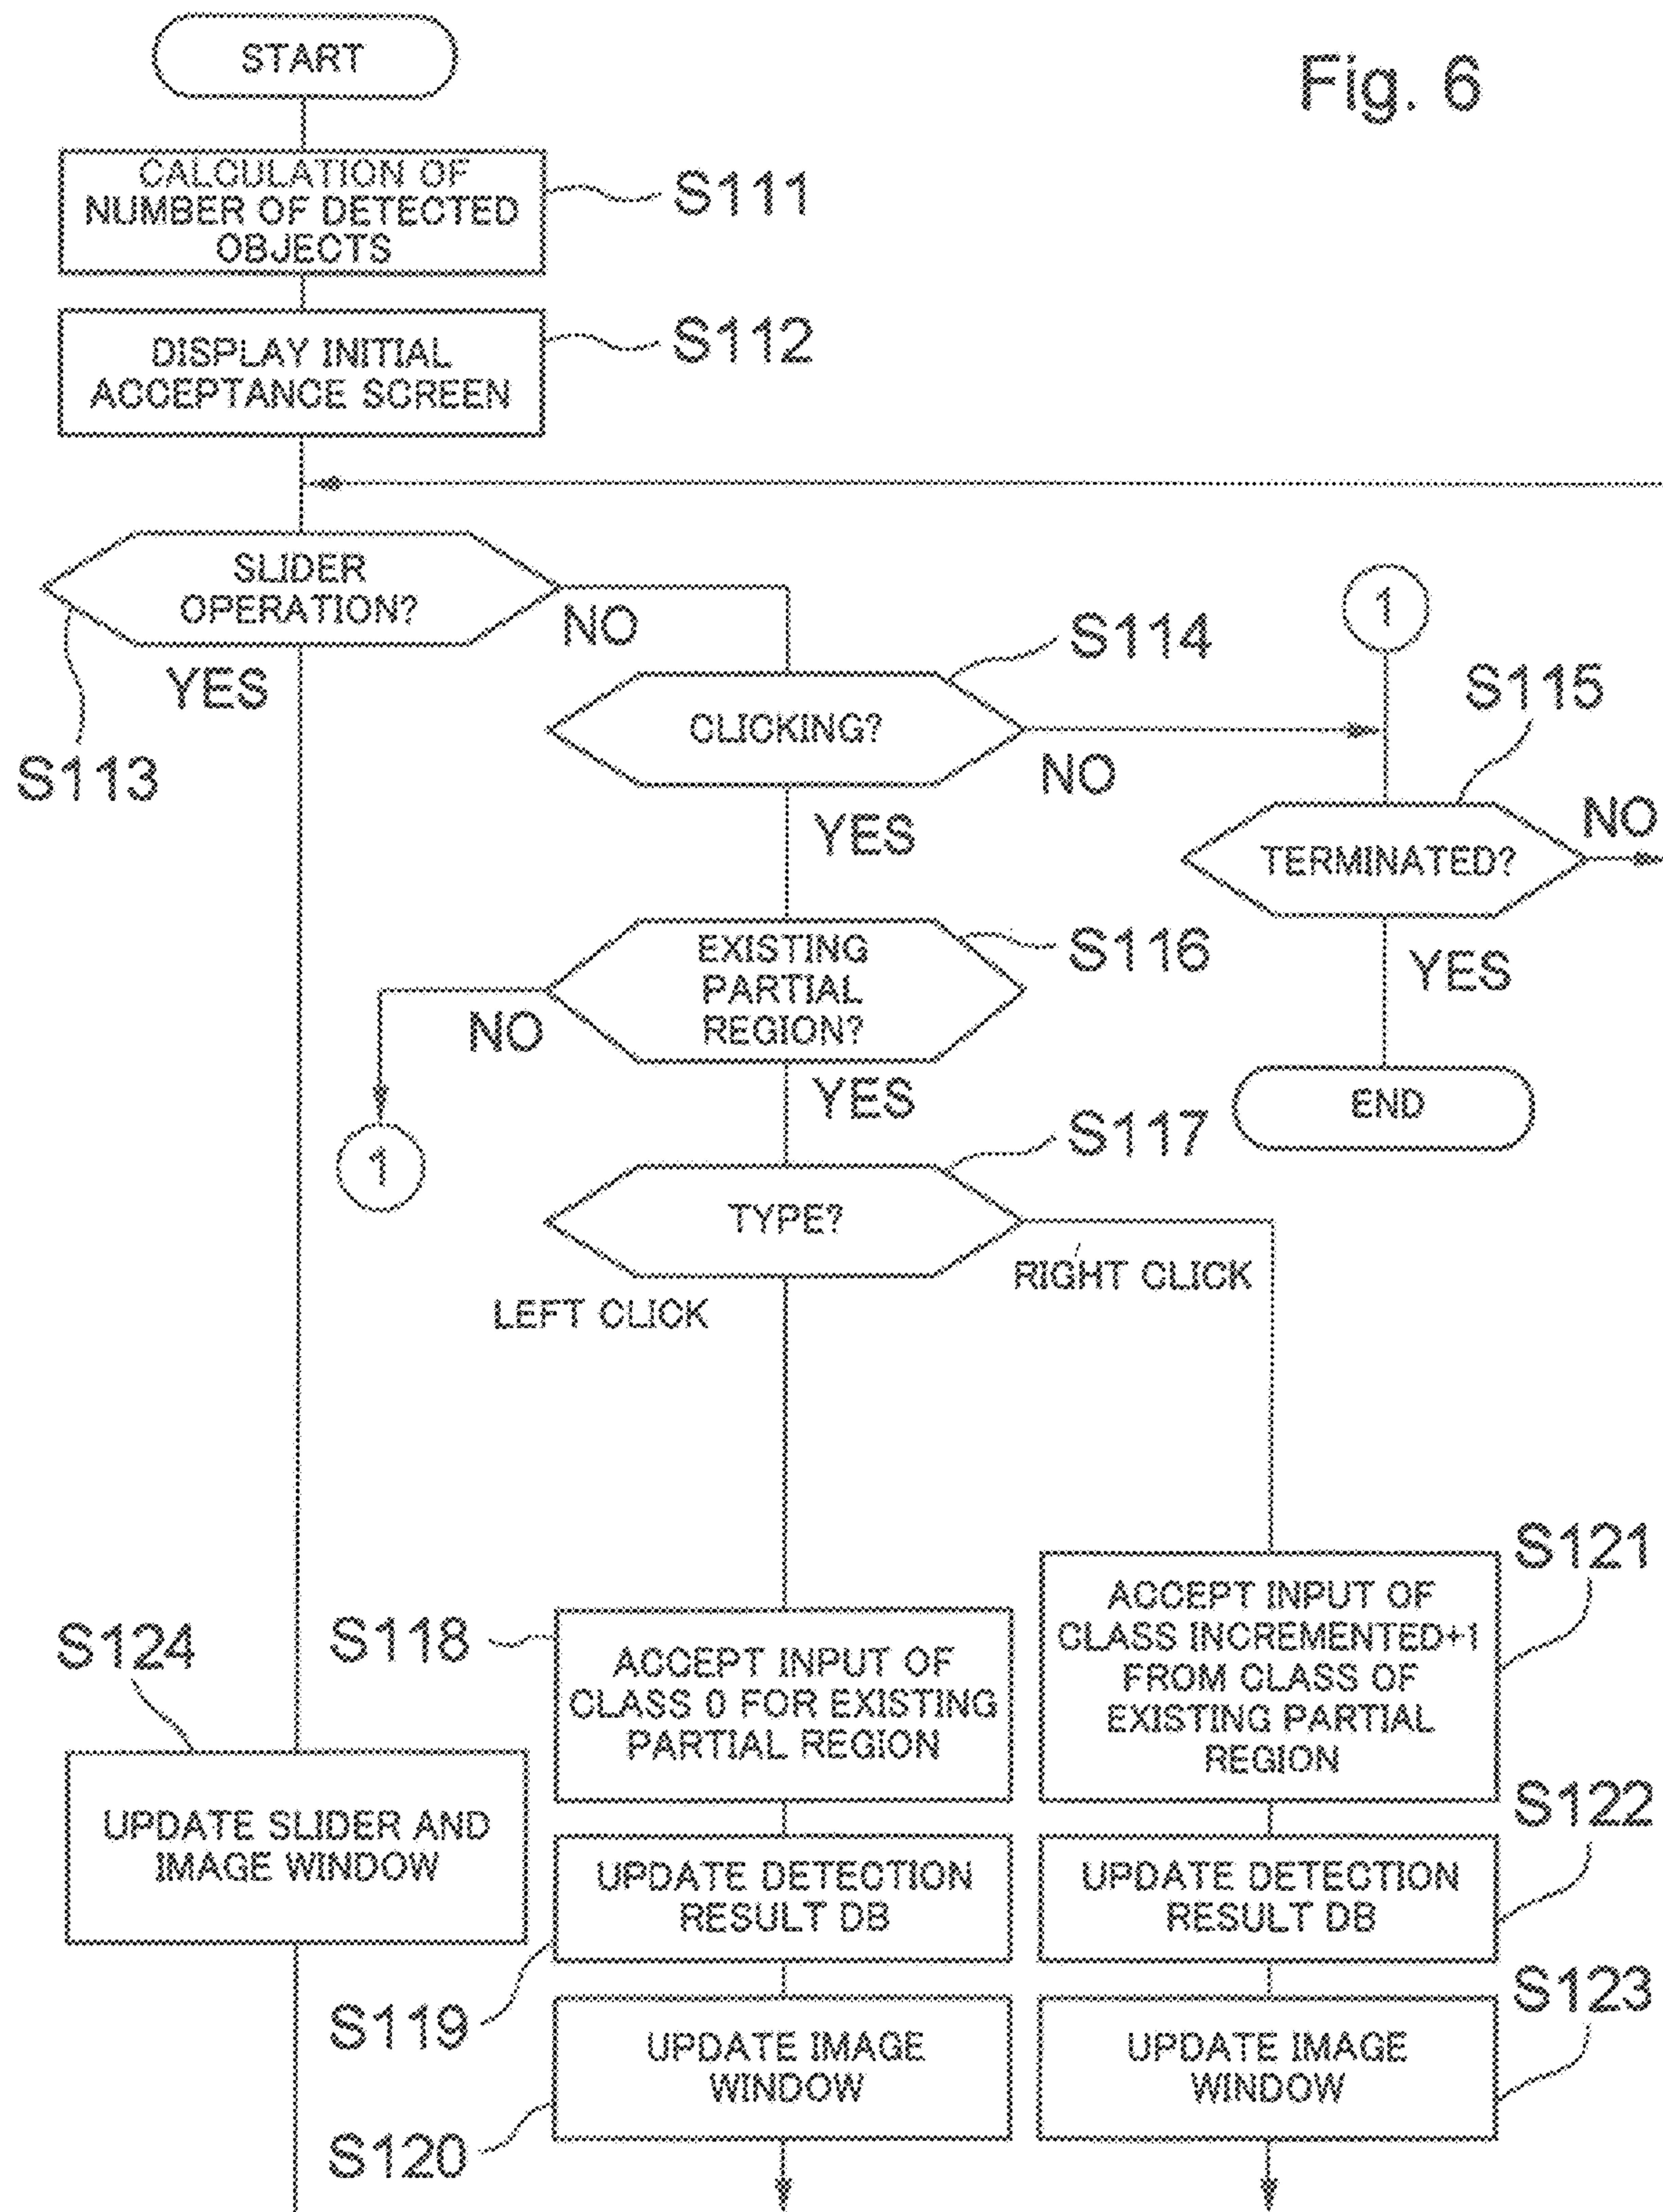 START
Fig. 6
CALCULATION OF
NUMBER OF DETECTED
OBJECTS
S111
DISPLAY INITIAL
ACCEPTANCE SCREEN
S112
SLIDER
OPERATION?
NO
YES
S113
S114
CLICKING?
NO
YES
1
S115
TERMINATED?
NO
YES
END
S116
EXISTING
PARTIAL
REGION?
NO
YES
1
S117
TYPE?
LEFT CLICK
RIGHT CLICK
S124
UPDATE SLIDER AND
IMAGE WINDOW
S118
ACCEPT INPUT OF
CLASS 0 FOR EXISTING
PARTIAL REGION
S121
ACCEPT INPUT OF
CLASS INCREMENTED+1
FROM CLASS OF
EXISTING PARTIAL
REGION
UPDATE DETECTION
RESULT DB
S119
UPDATE DETECTION
RESULT DB
S122
UPDATE IMAGE
WINDOW
S120
UPDATE IMAGE
WINDOW
S123